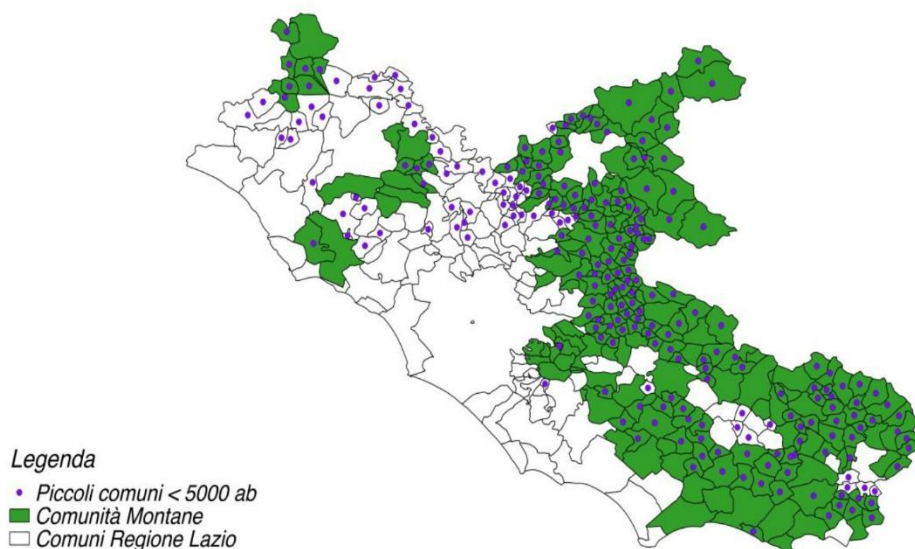 Legenda
Piccoli comuni < 5000 ab
Comunità Montane
Comuni Regione Lazio